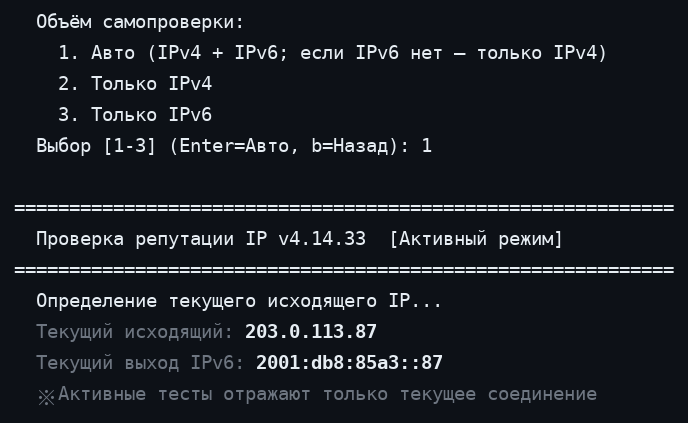 Объём самопроверки:
1. Авто (IPv4 + IPv6; если IPv6 нет — только IPv4)
2. Только IPv4
3. Только IPv6
Выбор [1-3] (Enter=Авто, b=Назад): 1
============================================================
Проверка репутации IP v4.14.33  [Активный режим]
============================================================
Определение текущего исходящего IP...
Текущий исходящий: 203.0.113.87
Текущий выход IPv6: 2001:db8:85a3::87
※Активные тесты отражают только текущее соединение